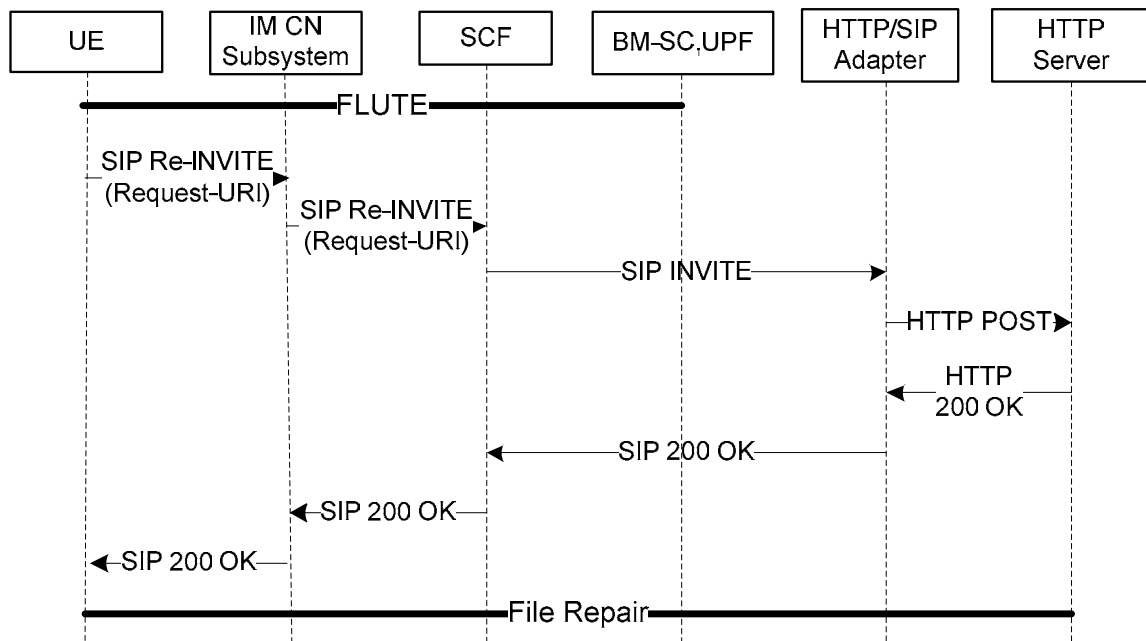 UE
IM CN
Subsystem
SCF
BM-SC,UPF
HTTP/SIP
Adapter
HTTP
Server
FLUTE
SIP Re-INVITE
(Request-URI)
SIP Re-INVITE
(Request-URI)
SIP INVITE
HTTP POST
HTTP
200 OK
SIP 200 OK
SIP 200 OK
SIP 200 OK
File Repair